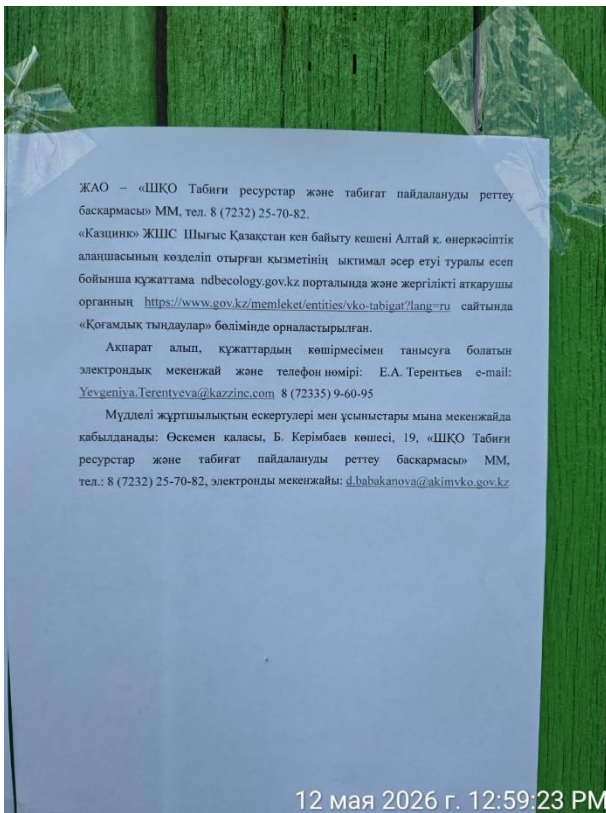 ЖАО – «ШҚО Табиғи ресурстар және табиғат пайдалануды реттеу
басқармасы» ММ, тел. 8 (7232) 25-70-82.
«Казцинк» ЖШС Шығыс Қазақстан кен байыту кешені Алтай қ. өнеркәсіптік
алаңшасының көзделіп отырған қызметінің ықтимал әсер етуі туралы есеп
бойынша құжаттама ndbecology.gov.kz порталында және жергілікті атқарушы
органның https://www.gov.kz/memleket/entities/vko-tabigat?lang=ru сайтында
«Қоғамдық тыңдаулар» бөлімінде орналастырылған.
Ақпарат алып, құжаттардың көшірмесімен танысуға болатын
электрондық мекенжай және телефон нөмірі: Е.А. Терентьев e-mail:
Yevgeniya.Terentyeva@kazzinc.com 8 (72335) 9-60-95
Мүдделі жұртшылықтың ескертулері мен ұсыныстары мына мекенжайда
қабылданады: Өскемен қаласы, Б. Керімбаев көшесі, 19, «ШҚО Табиғи
ресурстар және табиғат пайдалануды реттеу басқармасы» ММ,
тел.: 8 (7232) 25-70-82, электронды мекенжайы: d.babakanova@akimvko.gov.kz
12 мая 2026 г. 12:59:23 PM